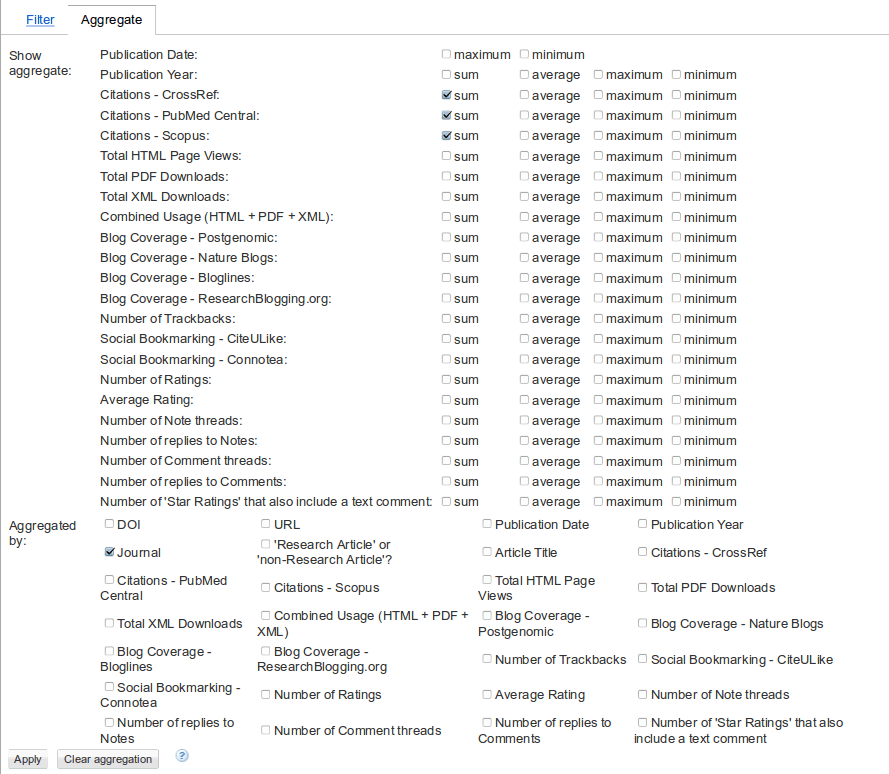 Filter Aggregate
Show aggregate:
Publication Date: maximum minimum
Publication Year: sum average maximum minimum
Citations - CrossRef: sum average maximum minimum
Citations - PubMed Central: sum average maximum minimum
Citations - Scopus: sum average maximum minimum
Total HTML Page Views: sum average maximum minimum
Total PDF Downloads: sum average maximum minimum
Total XML Downloads: sum average maximum minimum
Combined Usage (HTML + PDF + XML): sum average maximum minimum
Blog Coverage - Postgenomic: sum average maximum minimum
Blog Coverage - Nature Blogs: sum average maximum minimum
Blog Coverage - Bloglines: sum average maximum minimum
Blog Coverage - ResearchBlogging.org: sum average maximum minimum
Number of Trackbacks: sum average maximum minimum
Social Bookmarking - CiteULike: sum average maximum minimum
Social Bookmarking - Connotea: sum average maximum minimum
Number of Ratings: sum average maximum minimum
Average Rating: sum average maximum minimum
Number of Note threads: sum average maximum minimum
Number of replies to Notes: sum average maximum minimum
Number of Comment threads: sum average maximum minimum
Number of replies to Comments: sum average maximum minimum
Number of 'Star Ratings' that also include a text comment: sum average maximum minimum
Aggregated by:
DOI URL Publication Date Publication Year
Journal 'Research Article' or 'non-Research Article'? Article Title Citations - CrossRef
Citations - PubMed Central Citations - Scopus Total HTML Page Views Total PDF Downloads
Total XML Downloads Combined Usage (HTML + PDF + XML) Blog Coverage - Postgenomic Blog Coverage - Nature Blogs
Blog Coverage - Bloglines Blog Coverage - ResearchBlogging.org Number of Trackbacks Social Bookmarking - CiteULike
Social Bookmarking - Connotea Number of Ratings Average Rating Number of Note threads
Number of replies to Notes Number of Comment threads Number of replies to Comments Number of 'Star Ratings' that also include a text comment
Apply Clear aggregation ?